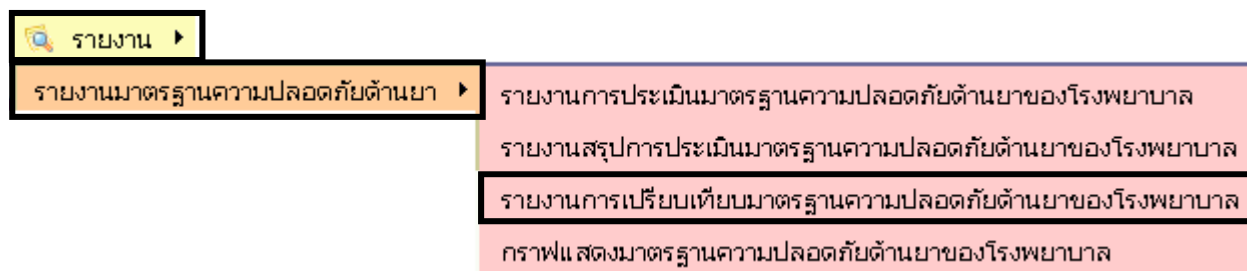 รายงาน
รายงานมาตรฐานความปลอดภัยด้านยา
รายงานการประเมินมาตรฐานความปลอดภัยด้านยาของโรงพยาบาล
รายงานสรุปการประเมินมาตรฐานความปลอดภัยด้านยาของโรงพยาบาล
รายงานการเปรียบเทียบมาตรฐานความปลอดภัยด้านยาของโรงพยาบาล
กราฟแสดงมาตรฐานความปลอดภัยด้านยาของโรงพยาบาล